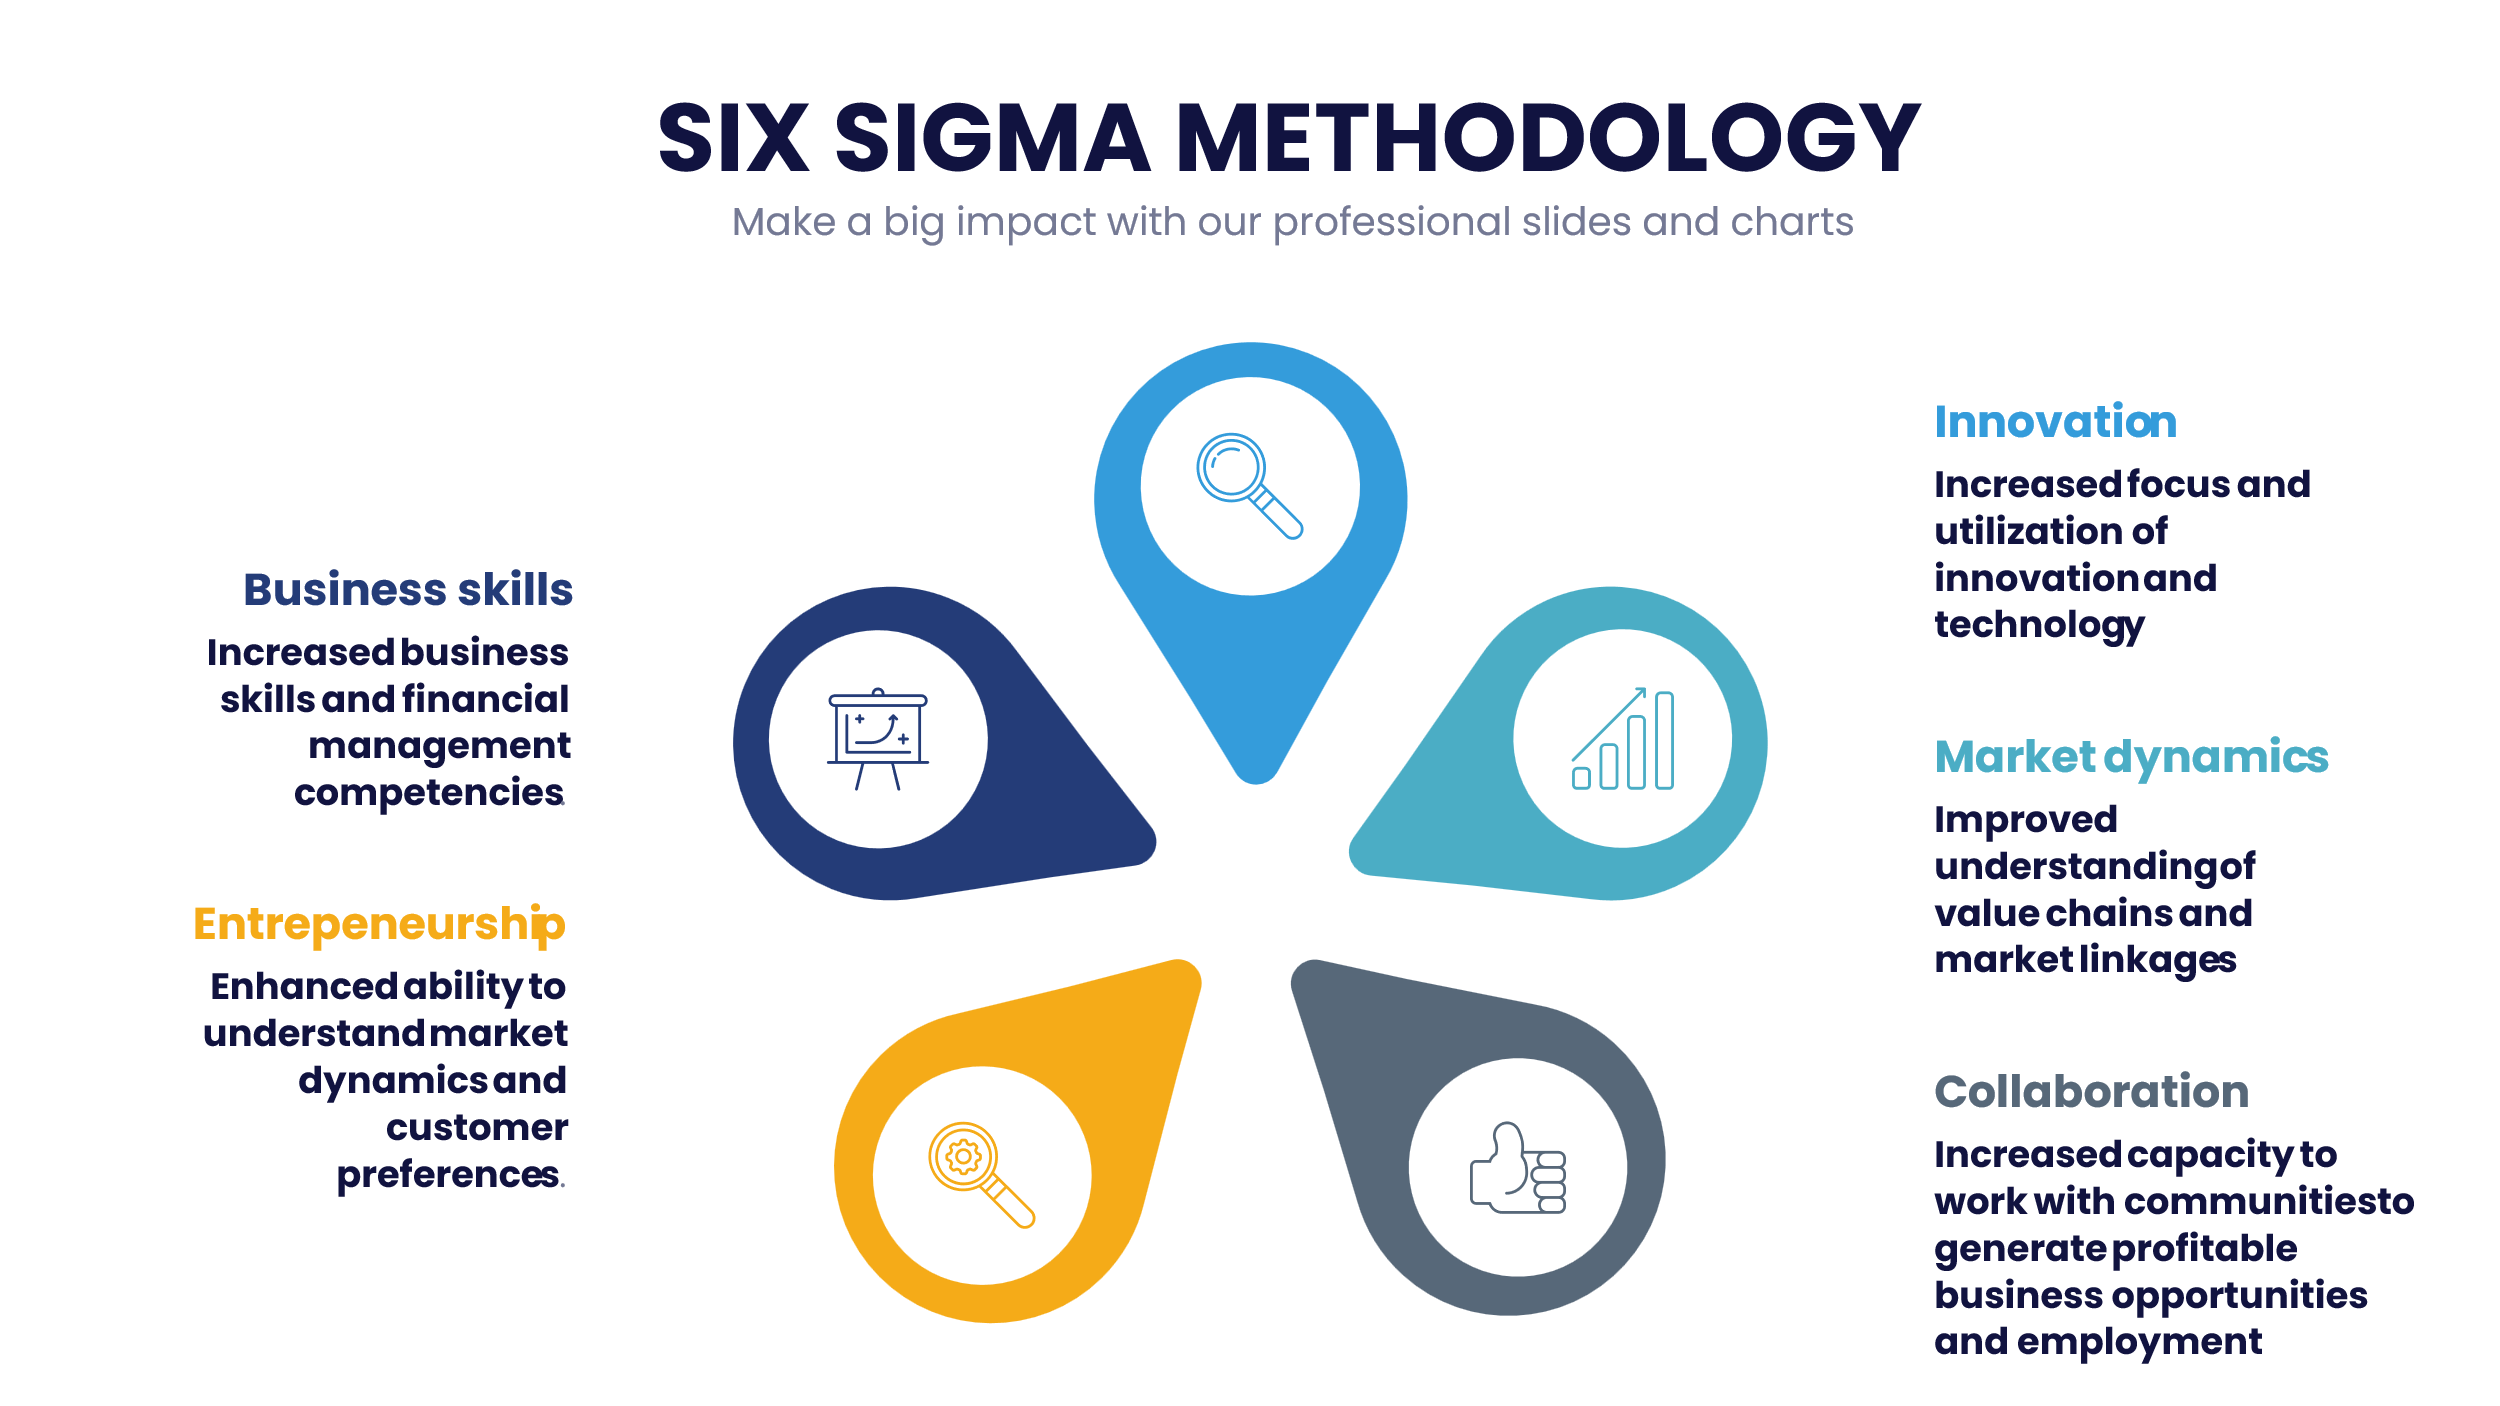 SIX SIGMA METHODOLOGY
Make a big impact with our professional slides and charts
Business skills
Increased business
skills and financial
management
competencies.
Entrepeneurship
Enhanced ability to
understand market
dynamics and
customer
preferences.
Innovation
Increased focus and
utilization of
innovation and
technology
Market dynamics
Improved
understanding of
value chains and
market linkages
Collaboration
Increased capacity to
work with communities to
generate profitable
business opportunities
and employment